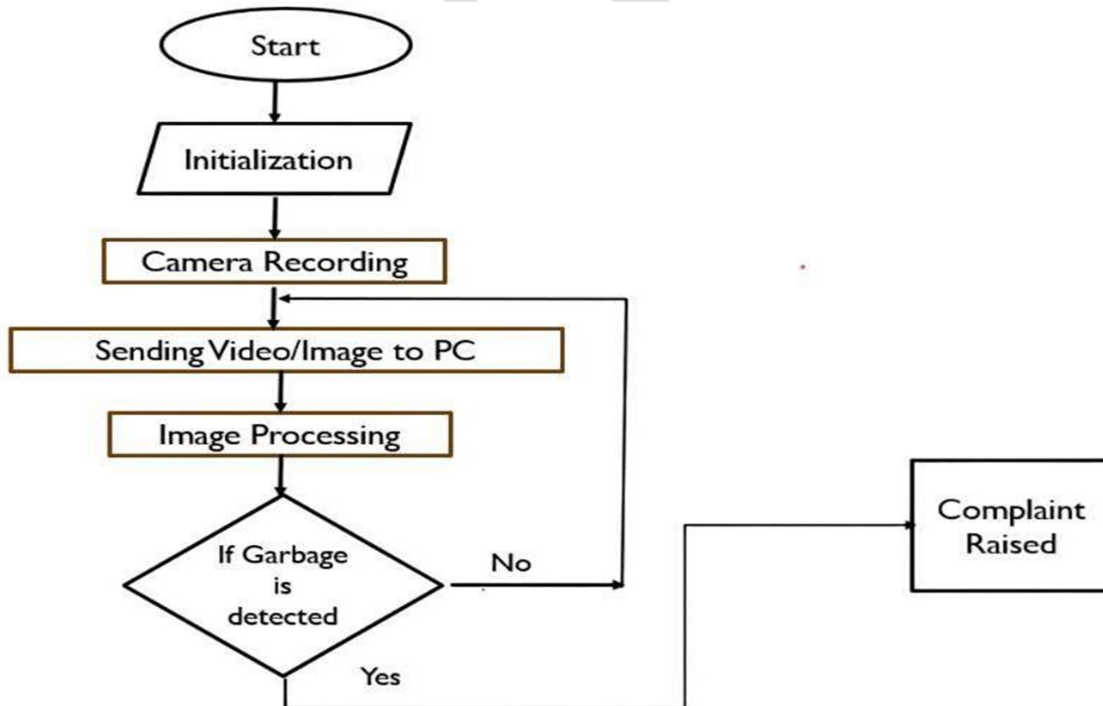 Start
Initialization
Camera Recording
Sending Video/Image to PC
Image Processing
If Garbage
is
detected
No
Yes
Complaint
Raised